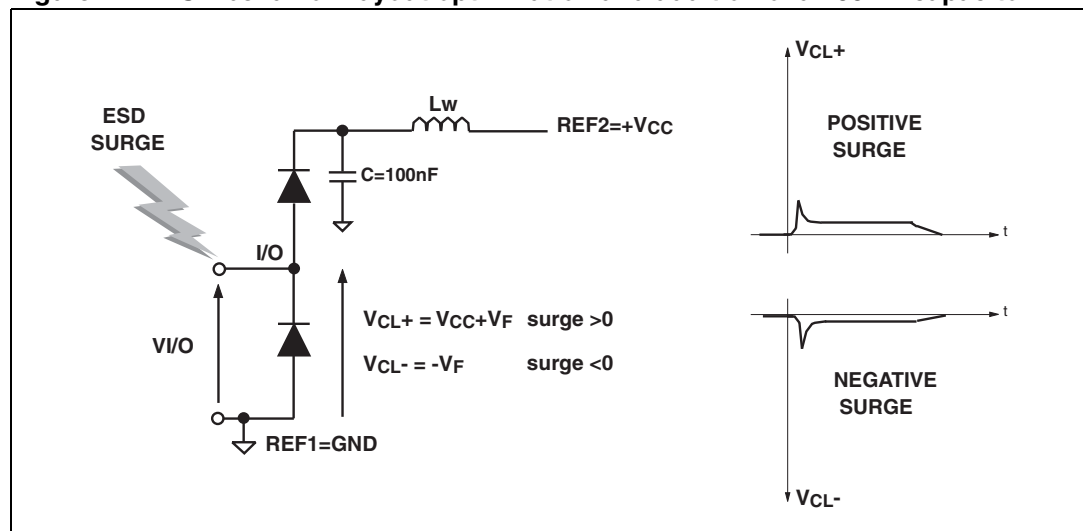 Lw
REF2=+VCC
ESD
SURGE
C=100nF
I/O
VI/O
VCL+ = VCC+VF surge >0
VCL- = -VF surge <0
REF1=GND
VCL+
POSITIVE
SURGE
t
t
NEGATIVE
SURGE
VCL-